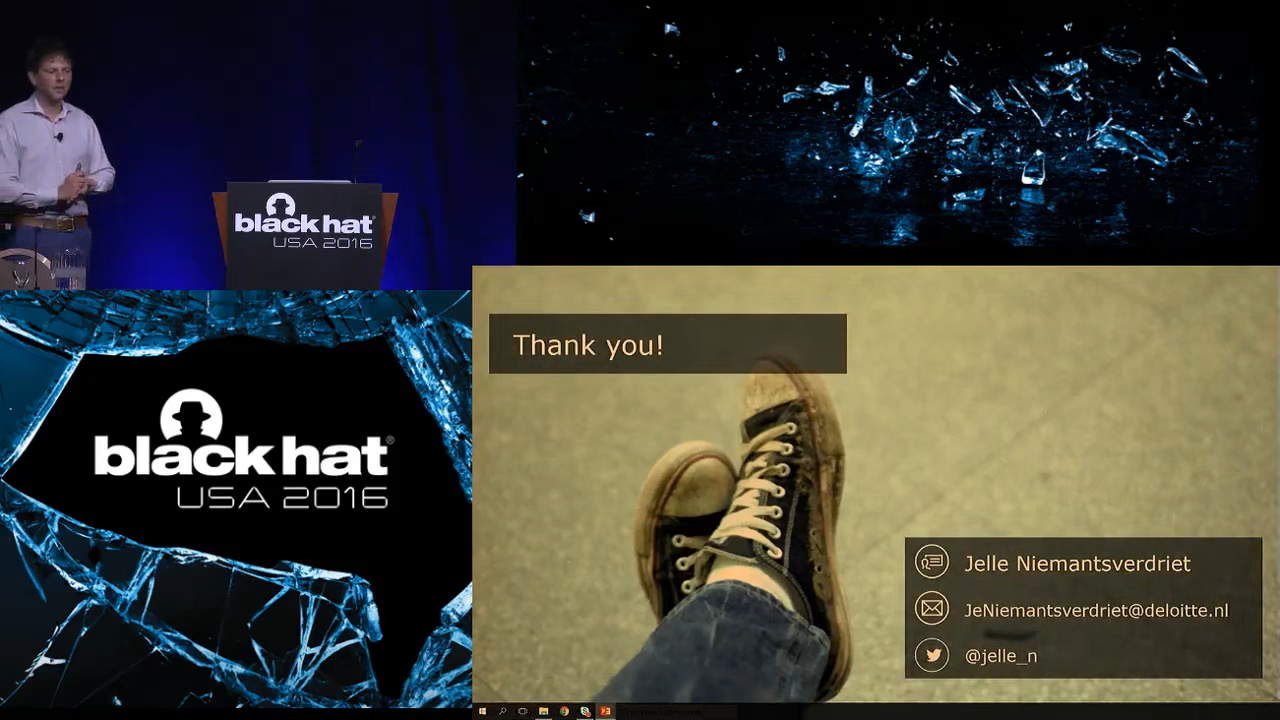 black hat®
USA 2016
black hat®
USA 2016
Thank you!
Jelle Niemantsverdriet
JeNiemantsverdriet@deloitte.nl
@jelle_n